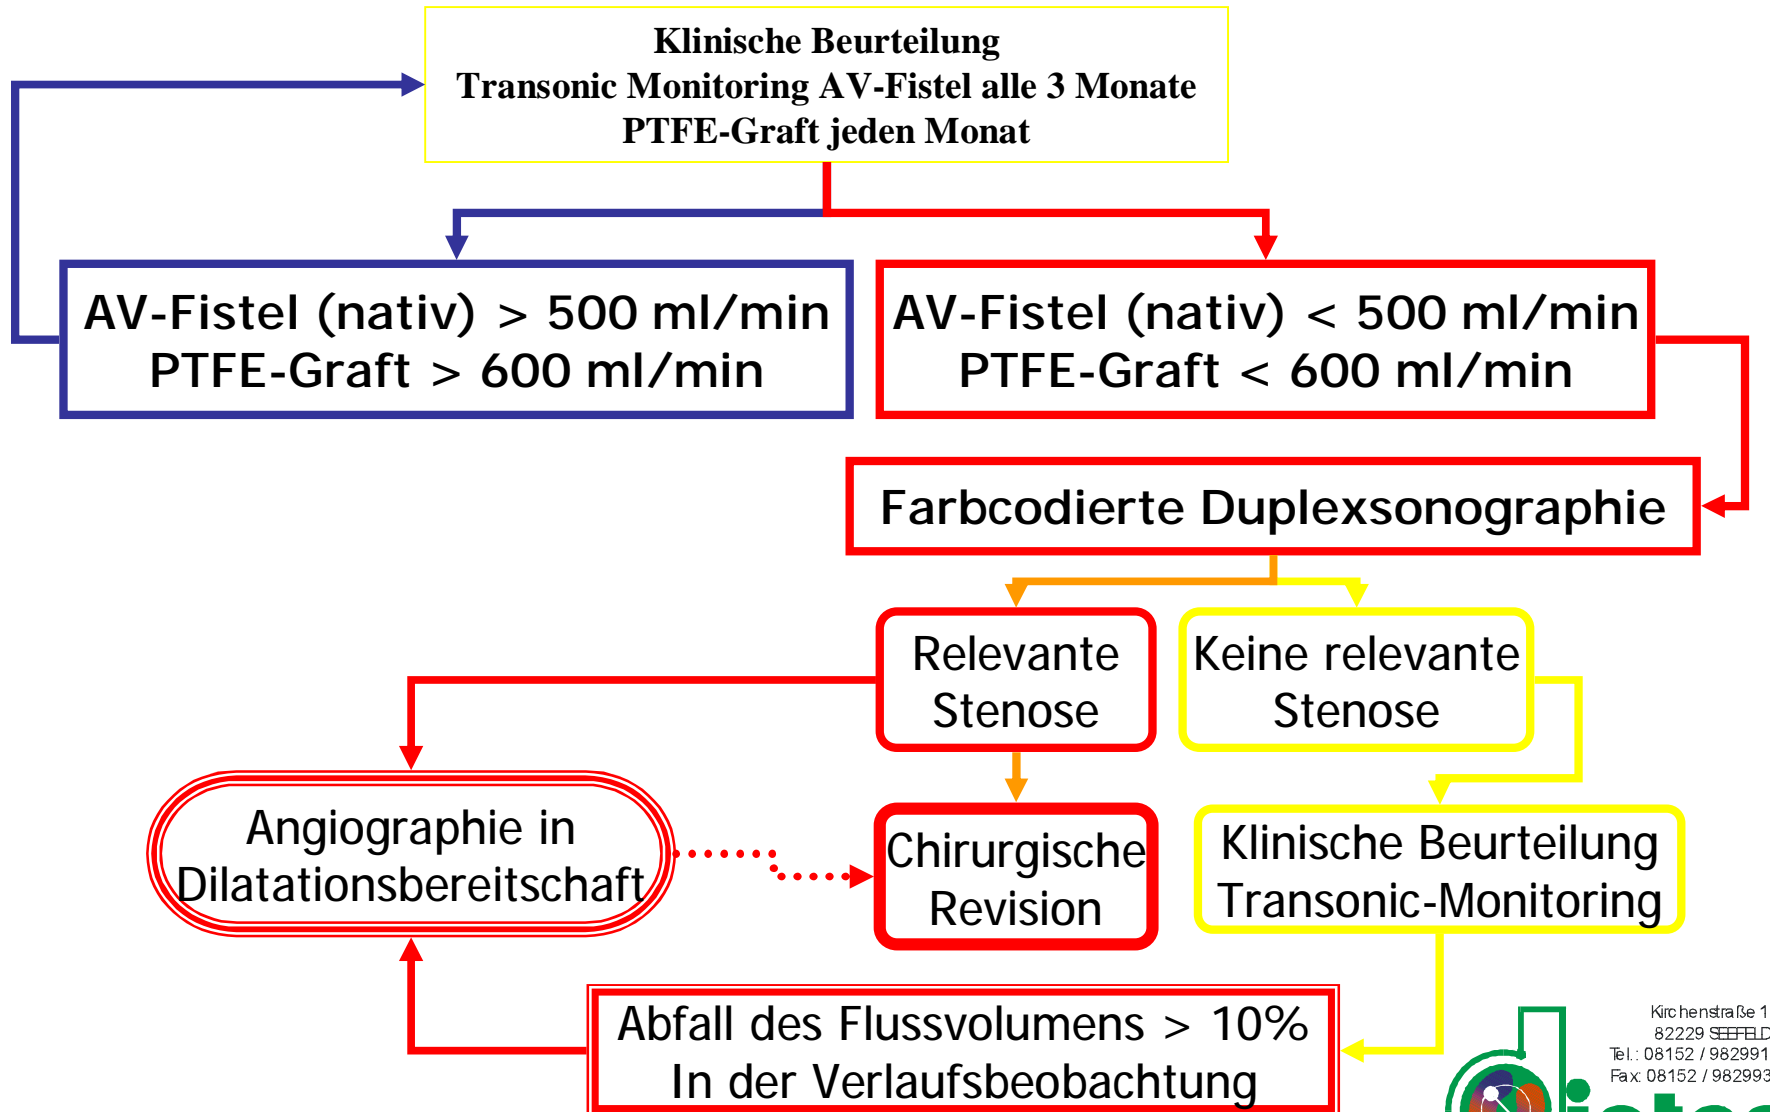 Klinische Beurteilung
Transonic Monitoring AV-Fistel alle 3 Monate
PTFE-Graft jeden Monat
AV-Fistel (nativ) > 500 ml/min
PTFE-Graft > 600 ml/min
AV-Fistel (nativ) < 500 ml/min
PTFE-Graft < 600 ml/min
Farbcodierte Duplexsonographie
Relevante
Stenose
Keine relevante
Stenose
Angiographie in
Dilatationsbereitschaft
Chirurgische
Revision
Klinische Beurteilung
Transonic-Monitoring
Abfall des Flussvolumens > 10%
In der Verlaufsbeobachtung
Kirchenstraße 1
82229 SEEFELD
Tel.: 08152 / 982991
Fax: 08152 / 982993